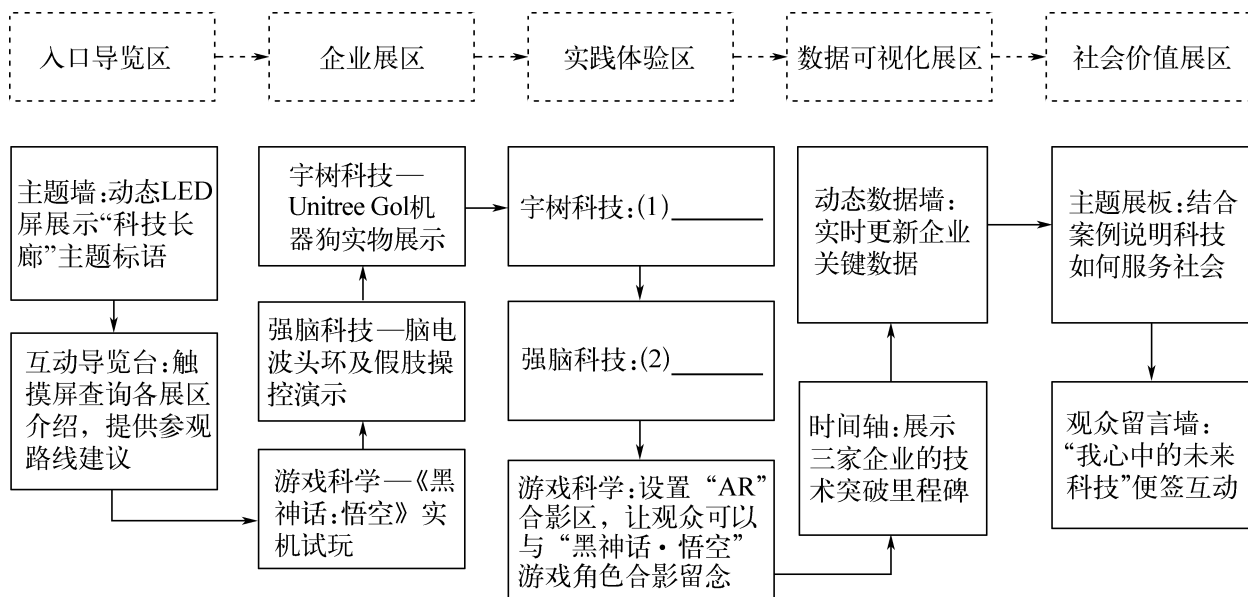 入口导览区
企业展区
实践体验区
数据可视化展区
社会价值展区
主题墙:动态LED
屏展示“科技长
廊”主题标语
互动导览台:触
摸屏查询各展区
介绍，提供参观
路线建议
宇树科技—
Unitree Gol机
器狗实物展示
强脑科技—脑电
波头环及假肢操
控演示
游戏科学—《黑
神话:悟空》实
机试玩
宇树科技:(1)
强脑科技:(2)
游戏科学:设置“AR”
合影区，让观众可以
与“黑神话·悟空”
游戏角色合影留念
动态数据墙:
实时更新企业
关键数据
时间轴:展示
三家企业的技
术突破里程碑
主题展板:结合
案例说明科技
如何服务社会
观众留言墙:
“我心中的未来
科技”便签互动